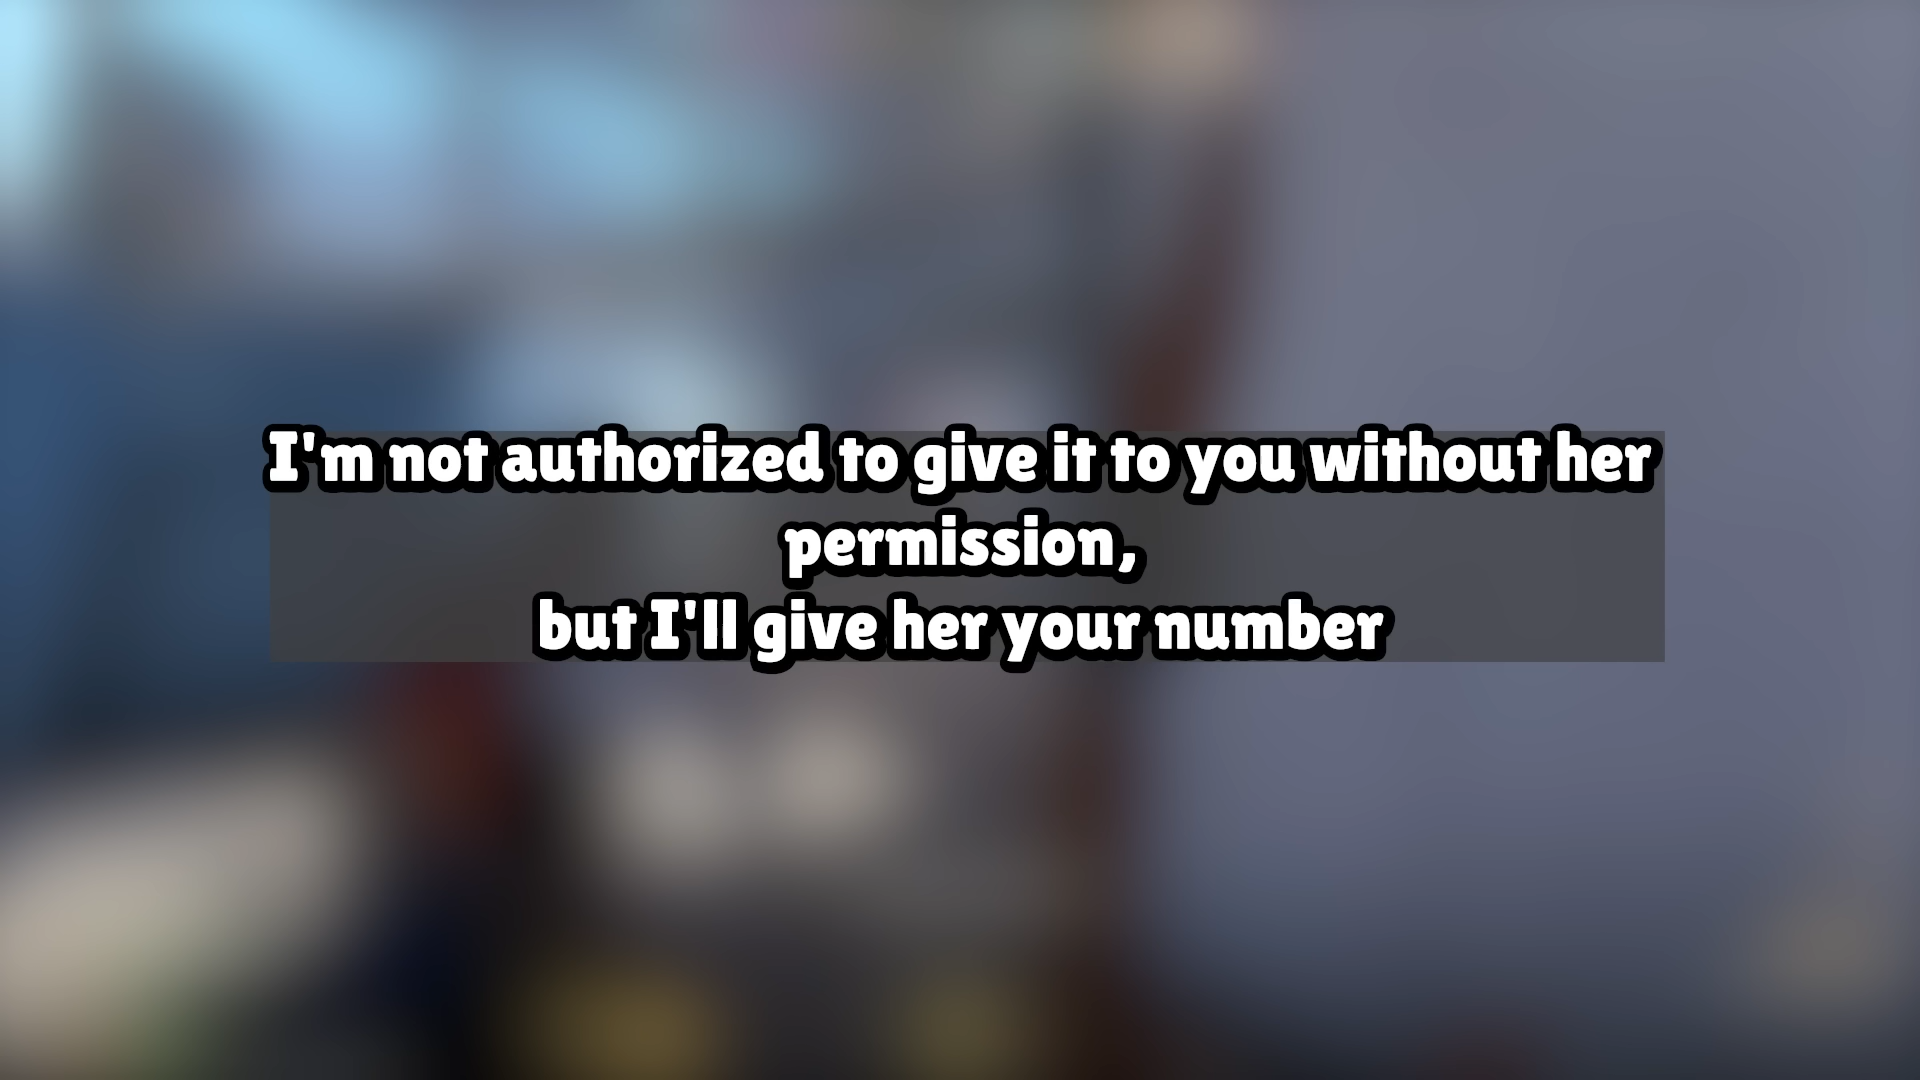 I'm not authorized to give it to you without her
permission,
but I'll give her your number